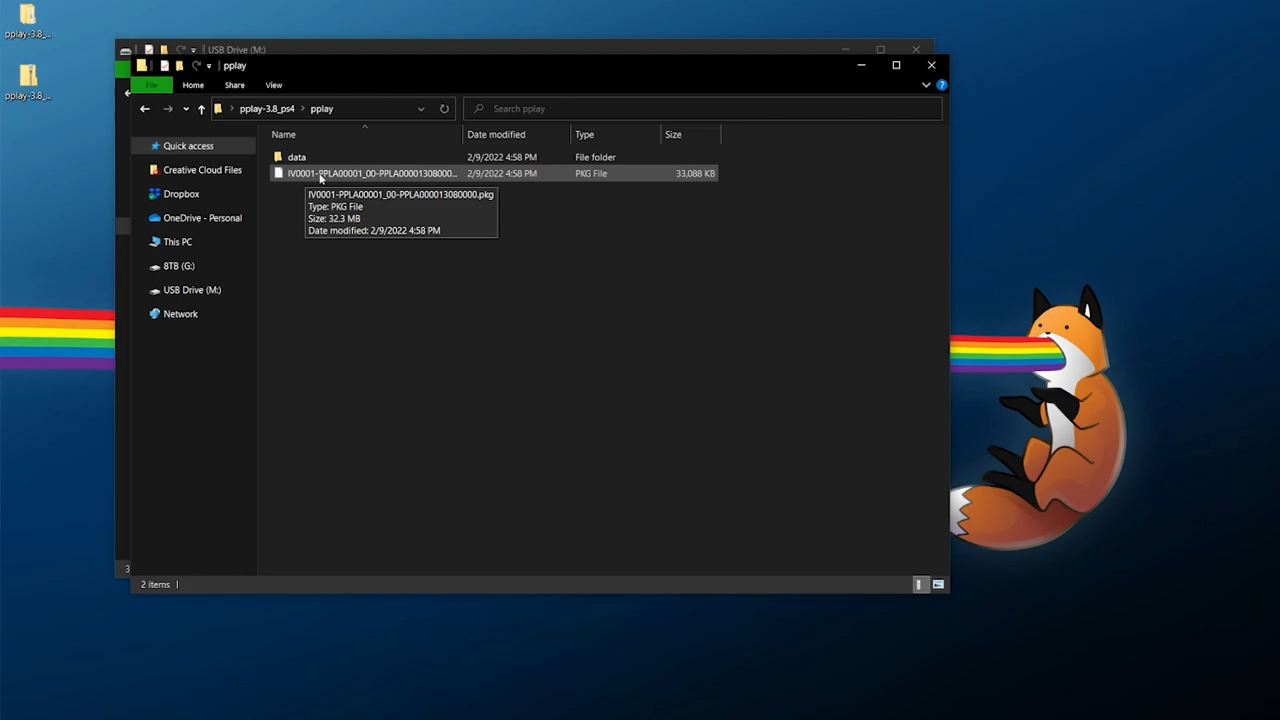 pplay-3.8_...
pplay-3.8_...
USB Drive (M:)
pplay
File Home Share View
pplay-3.8_ps4 pplay
Search pplay
Name Date modified Type Size
Quick access
Creative Cloud Files
Dropbox
OneDrive - Personal
This PC
8TB (G:)
USB Drive (M:)
Network
data 2/9/2022 4:58 PM File folder
IV0001-PPLA00001_00-PPLA00001308000... 2/9/2022 4:58 PM PKG File 33,088 KB
IV0001-PPLA00001_00-PPLA000013080000.pkg
Type: PKG File
Size: 32.3 MB
Date modified: 2/9/2022 4:58 PM
3
2 items